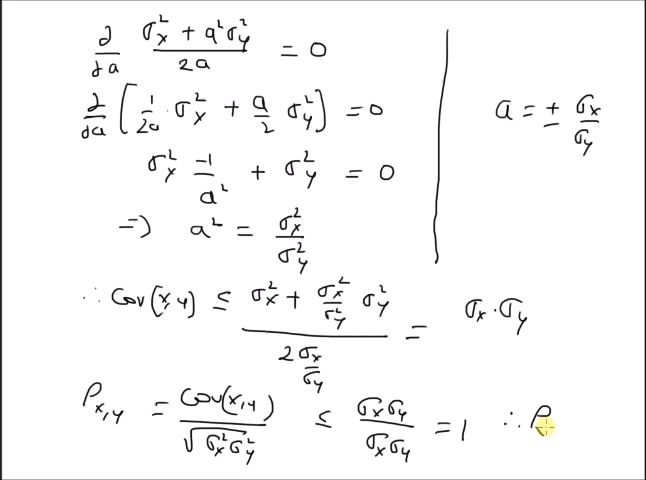 ∂/∂a (σx² + a²σy²)/2a = 0
∂/∂a [1/2a · σx² + a/2 σy²] = 0
σx² -1/a² + σy² = 0
=> a² = σx²/σy²
a = ± σx/σy
∴ Cov(x,y) ≤ (σx² + σx²/σy² σy²)/(2 σx/σy) = σx·σy
ρx,y = Cov(x,y)/√σx²σy² ≤ σxσy/σxσy = 1 ∴ ρ